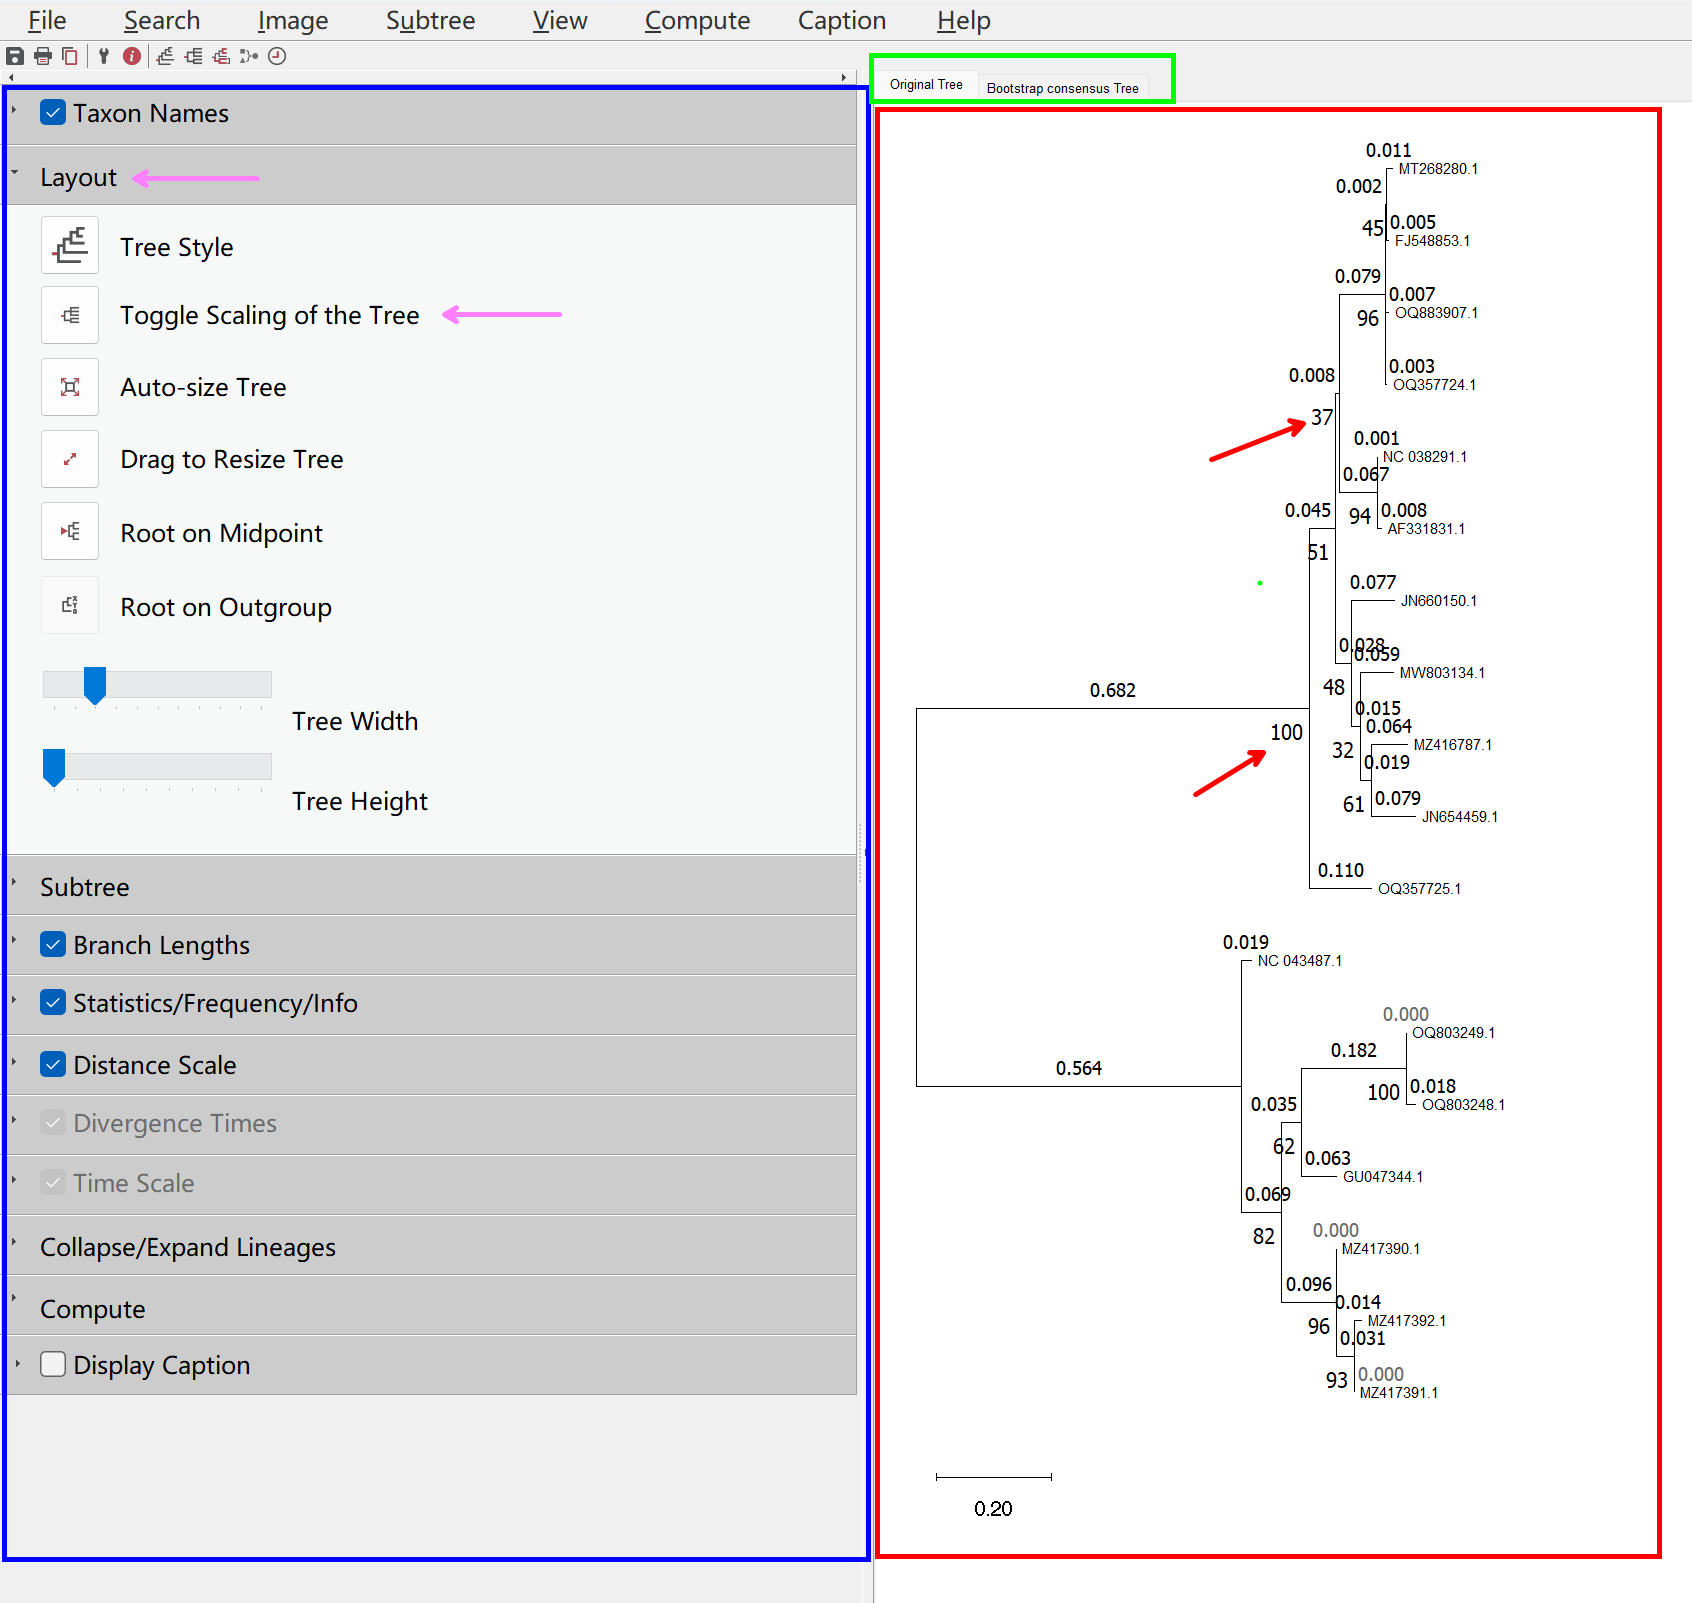 File Search Image Subtree View Compute Caption Help
Original Tree Bootstrap consensus Tree
Taxon Names
Layout
Tree Style
Toggle Scaling of the Tree
Auto-size Tree
Drag to Resize Tree
Root on Midpoint
Root on Outgroup
Tree Width
Tree Height
Subtree
Branch Lengths
Statistics/Frequency/Info
Distance Scale
Divergence Times
Time Scale
Collapse/Expand Lineages
Compute
Display Caption
0.011
MT268280.1
0.002
45 0.005
FJ548853.1
0.079
0.007
96 OQ883907.1
0.003
0.008
OQ357724.1
37
0.001
NC 038291.1
0.067
0.045 94 0.008
AF331831.1
51
0.077
JN660150.1
0.028
0.059
MW803134.1
48
0.682
0.015
0.064
100
MZ416787.1
32
0.019
61 0.079
JN654459.1
0.110
OQ357725.1
0.019
NC 043487.1
0.000
OQ803249.1
0.182
0.564
100 0.018
0.035 OQ803248.1
62
0.063
GU047344.1
0.069
82 0.000
MZ417390.1
0.096
0.014
96 MZ417392.1
0.031
93 0.000
MZ417391.1
0.20